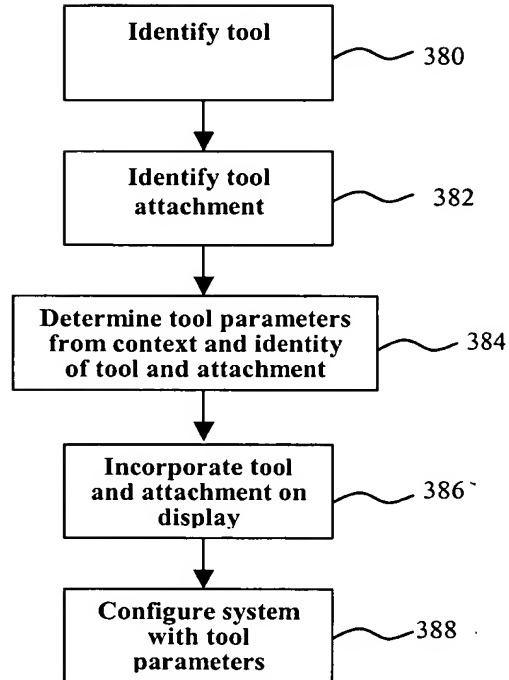 Identify tool
380
Identify tool
attachment
382
Determine tool parameters
from context and identity
of tool and attachment
384
Incorporate tool
and attachment on
display
386
Configure system
with tool
parameters
388